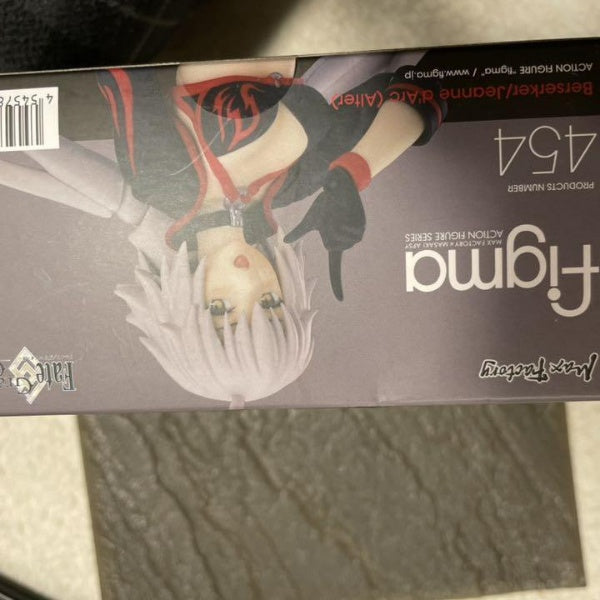 Max Factory
figma
MAX FACTORY x MASAKI APSY
ACTION FIGURE SERIES
PRODUCTS NUMBER
454
Berserker/Jeanne d'Arc (Alter)
ACTION FIGURE "figma" / www.figma.jp
Fate